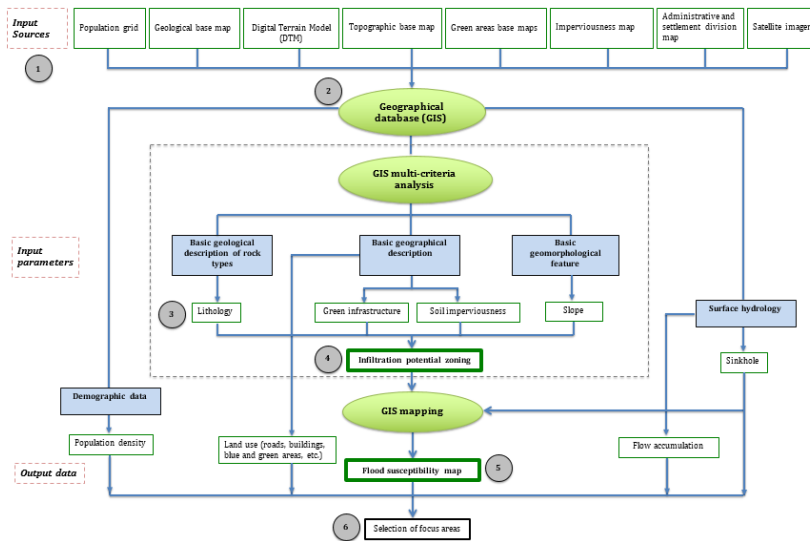 Input
Sources
Population grid
Geological base map
Digital Terrain Model
(DTM)
Topographic base map
Green areas base maps
Imperviousness map
Administrative and
settlement division
map
Satellite imager
1
2
Geographical
database (GIS)
GIS multi-criteria
analysis
Input
parameters
Basic geological
description of rock
types
Basic geographical
description
Basic
geomorphological
feature
3
Lithology
Green infrastructure
Soil imperviousness
Slope
Surface hydrology
4
Infiltration potential zoning
Sinkhole
Demographic data
GIS mapping
Population density
Land use (roads, buildings,
blue and green areas, etc.)
Flow accumulation
Output data
Flood susceptibility map
5
6
Selection of focus areas